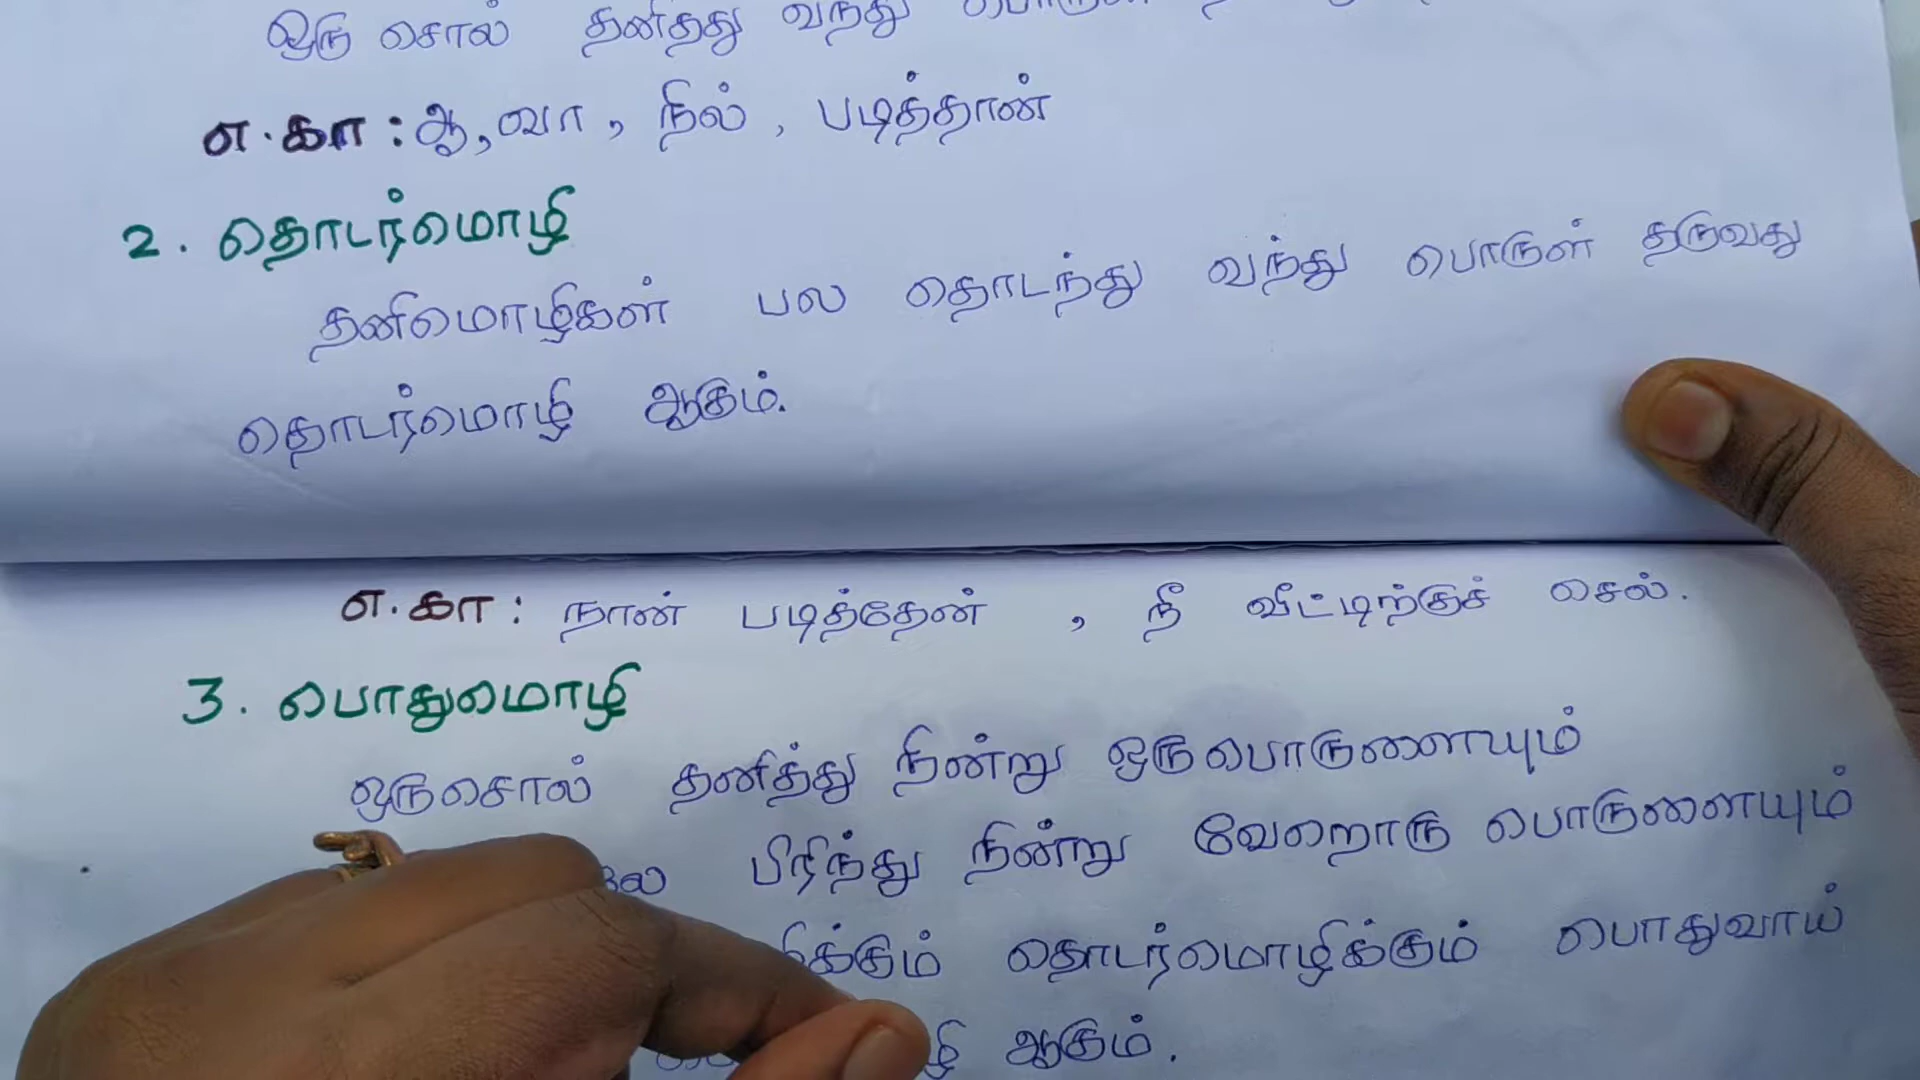 ஒரு சொல் தனித்து வந்து
எ.கா : ஆ, வா, நில், படித்தான்
2. தொடர்மொழி
தனிமொழிகள் பல தொடந்து வந்து பொருள் தருவது
தொடர்மொழி ஆகும்.
எ.கா : நான் படித்தேன் , நீ வீட்டிற்குச் செல்.
3. பொதுமொழி
ஒருசொல் தனித்து நின்று ஒருபொருளையும்
பிரிந்து நின்று வேறொரு பொருளையும்
தொடர்மொழிக்கும் பொதுவாய்
ஆகும்.